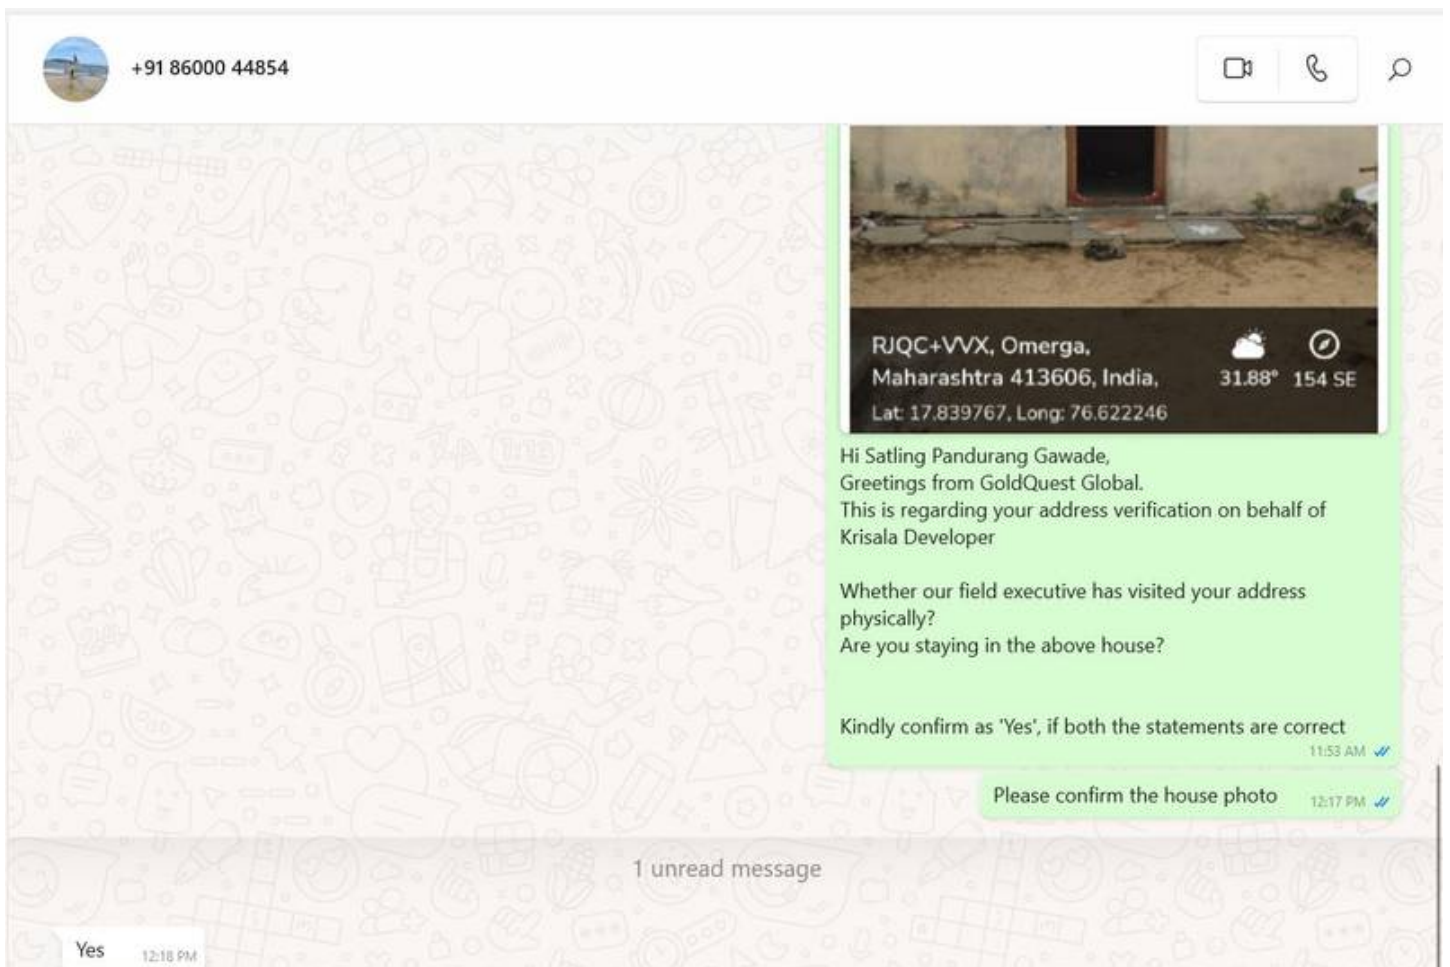 +91 86000 44854
RJQC+VVX, Omerga,
Maharashtra 413606, India,
31.88° 154 SE
Lat: 17.839767, Long: 76.622246
Hi Satling Pandurang Gawade,
Greetings from GoldQuest Global.
This is regarding your address verification on behalf of
Krisala Developer
Whether our field executive has visited your address
physically?
Are you staying in the above house?
Kindly confirm as 'Yes', if both the statements are correct
11:53 AM
Please confirm the house photo 12:17 PM
1 unread message
Yes 12:18 PM